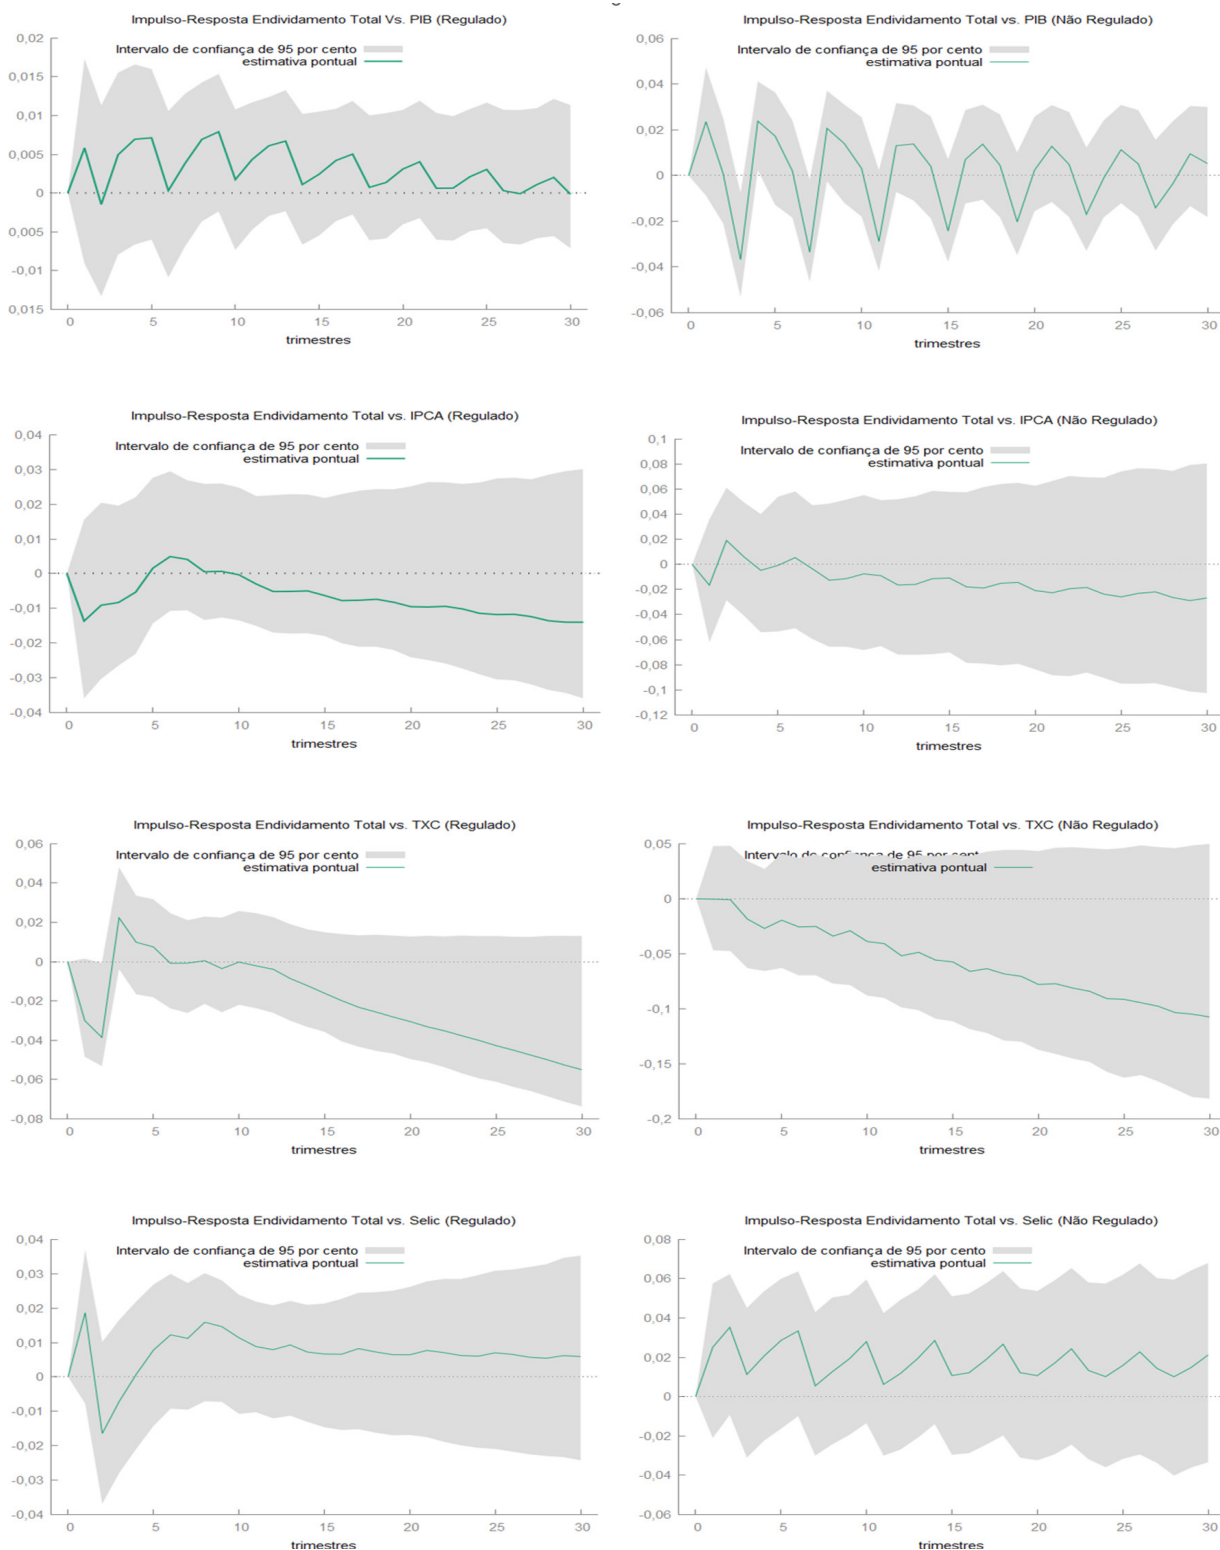 Impulso-Resposta Endividamento Total Vs. PIB (Regulado)
0,02
Intervalo de confiança de 95 por cento
estimativa pontual
0,015
0,01
0,005
0
0,005
-0,01
0,015
0 5 10 15 20 25 30
trimestres
Impulso-Resposta Endividamento Total vs. PIB (Não Regulado)
0,06
Intervalo de confiança de 95 por cento
estimativa pontual
0,04
0,02
0
-0,02
-0,04
-0,06
0 5 10 15 20 25 30
trimestres
Impulso-Resposta Endividamento Total vs. IPCA (Regulado)
0,04
Intervalo de confiança de 95 por cento
estimativa pontual
0,03
0,02
0,01
0
-0,01
-0,02
-0,03
-0,04
0 5 10 15 20 25 30
trimestres
Impulso-Resposta Endividamento Total vs. IPCA (Não Regulado)
0,1
Intervalo de confiança de 95 por cento
estimativa pontual
0,08
0,06
0,04
0,02
0
-0,02
-0,04
-0,06
-0,08
-0,1
-0,12
0 5 10 15 20 25 30
trimestres
Impulso-Resposta Endividamento Total vs. TXC (Regulado)
0,06
Intervalo de confiança de 95 por cento
estimativa pontual
0,04
0,02
0
-0,02
-0,04
-0,06
-0,08
0 5 10 15 20 25 30
trimestres
Impulso-Resposta Endividamento Total vs. TXC (Não Regulado)
0,05
Intervalo de confiança de 95 por cento
estimativa pontual
0
-0,05
-0,1
-0,15
-0,2
0 5 10 15 20 25 30
trimestres
Impulso-Resposta Endividamento Total vs. Selic (Regulado)
0,04
Intervalo de confiança de 95 por cento
estimativa pontual
0,03
0,02
0,01
0
-0,01
-0,02
-0,03
-0,04
0 5 10 15 20 25 30
trimestres
Impulso-Resposta Endividamento Total vs. Selic (Não Regulado)
0,08
Intervalo de confiança de 95 por cento
estimativa pontual
0,06
0,04
0,02
0
-0,02
-0,04
-0,06
0 5 10 15 20 25 30
trimestres